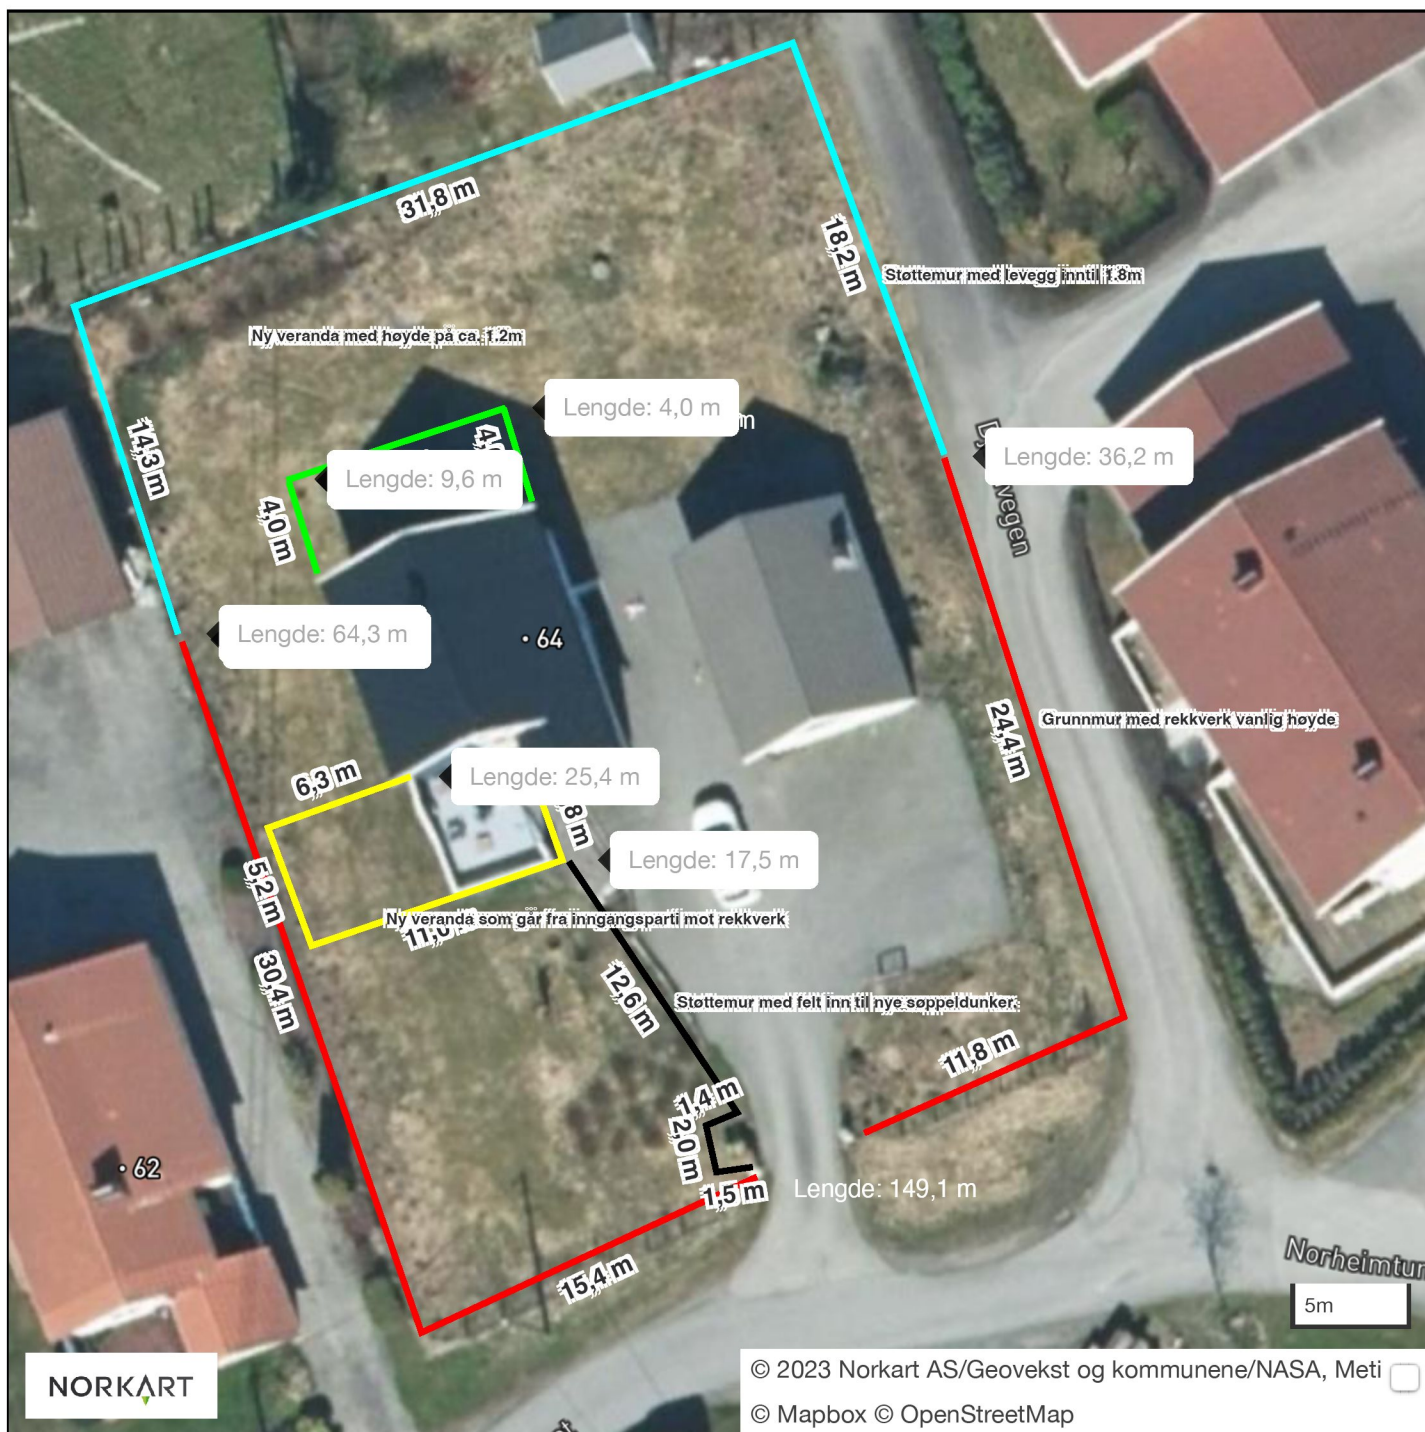 31,8 m
18,2 m
Støttemur med levegg inntil 1.8m
Ny veranda med høyde på ca. 1.2m
Lengde: 4,0 m
m
14,3 m
Lengde: 36,2 m
Lengde: 9,6 m
4,0 m
Lengde: 64,3 m
64
24,4 m
Grunnmur med rekkverk vanlig høyde
6,3 m
Lengde: 25,4 m
8 m
Lengde: 17,5 m
5,2 m
Ny veranda som går fra inngangsparti mot rekkverk
30,4 m
12,6 m
Støttemur med felt inn til nye søppeldunker.
11,8 m
1,4 m
2,0 m
62
1,5 m
Lengde: 149,1 m
15,4 m
Norheimtun
5m
NORKART
© 2023 Norkart AS/Geovekst og kommunene/NASA, Meti
© Mapbox © OpenStreetMap